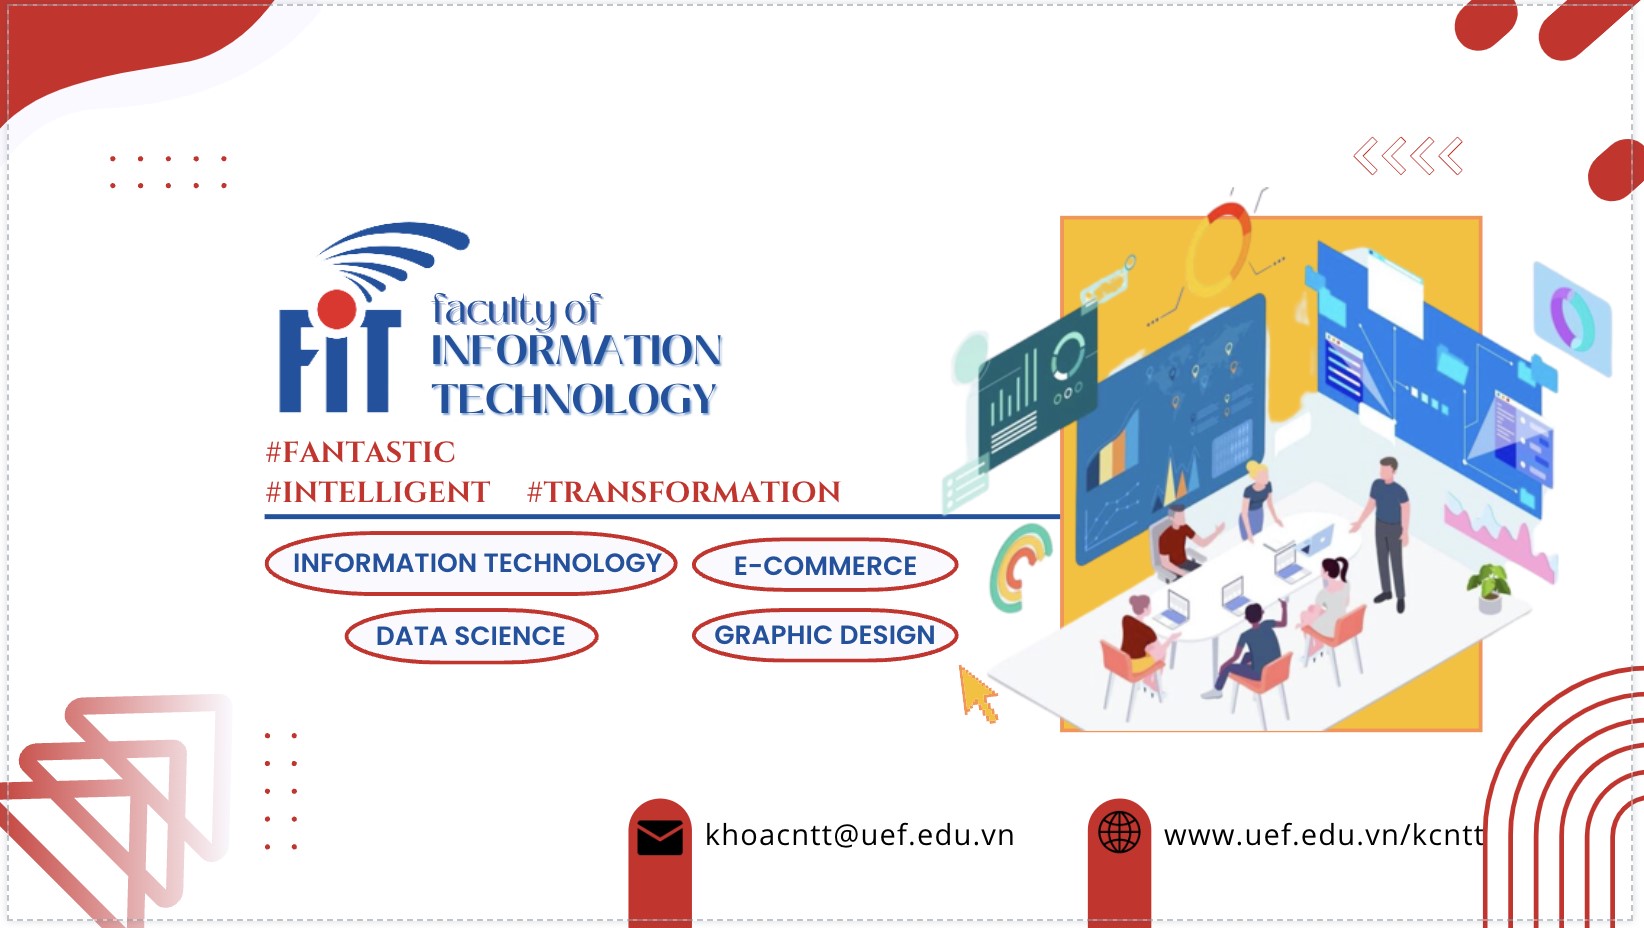 FiT
faculty of
INFORMATION
TECHNOLOGY
#FANTASTIC
#INTELLIGENT #TRANSFORMATION
INFORMATION TECHNOLOGY
E-COMMERCE
DATA SCIENCE
GRAPHIC DESIGN
khoacntt@uef.edu.vn
www.uef.edu.vn/kcntt